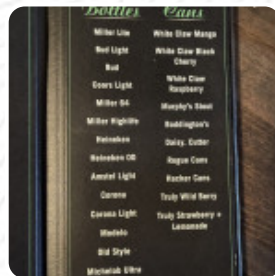 Bottles
Miller Lite
Bud Light
Bud
Coors Light
Miller 64
Miller Highlife
Heineken
Heineken 00
Amstel Light
Corona
Corona Light
Modelo
Old Style
Michelob Ultra
Cans
White Claw Mango
White Claw Black
Cherry
White Claw
Raspberry
Murphy's Stout
Boddington's
Daisy. Cutter
Rogue Cans
Hacker Cans
Truly Wild Berry
Truly Strawberry +
Lemonade